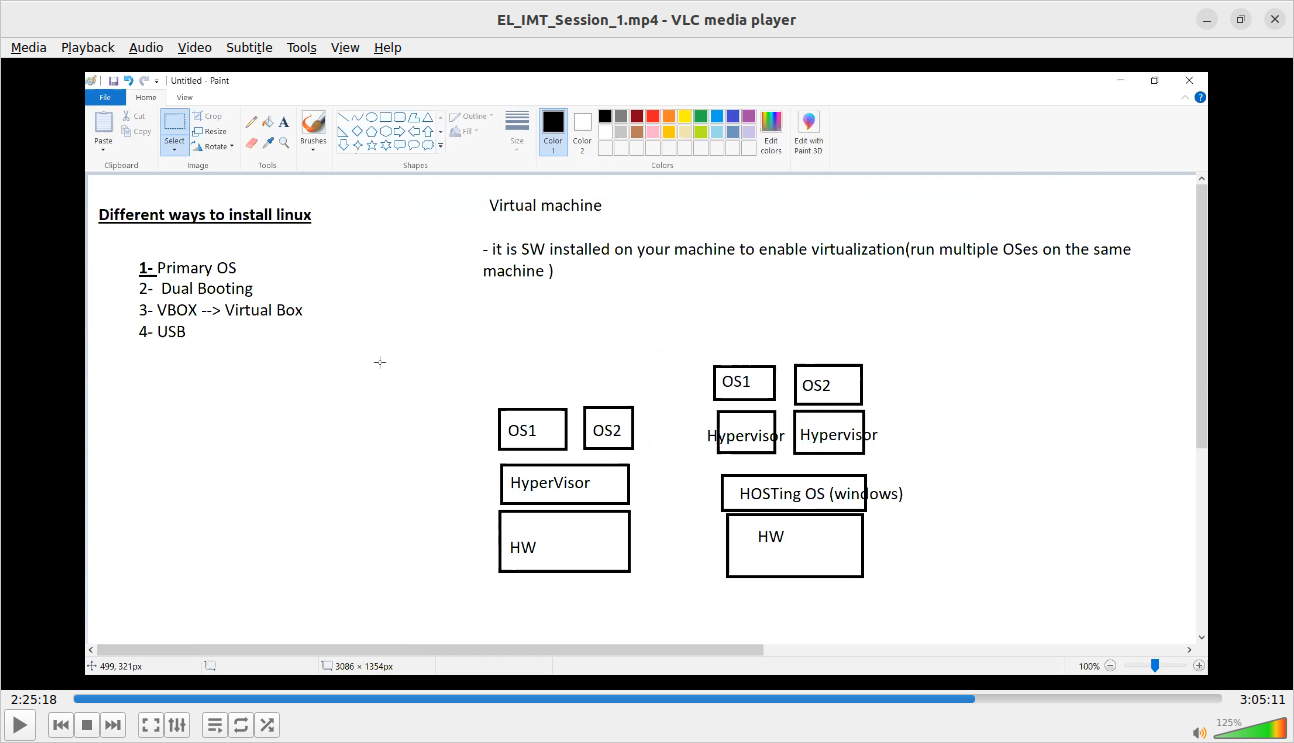 EL_IMT_Session_1.mp4 - VLC media player
Media Playback Audio Video Subtitle Tools View Help
Untitled - Paint
File Home View
Cut
Copy
Paste
Clipboard
Select
Crop
Resize
Rotate
Image
A
Tools
Brushes
Outline
Fill
Shapes
Size
Color
1
Color
2
Edit
colors
Edit with
Paint 3D
Colors
Different ways to install linux
1- Primary OS
2- Dual Booting
3- VBOX --> Virtual Box
4- USB
Virtual machine
- it is SW installed on your machine to enable virtualization(run multiple OSes on the same
machine )
OS1 OS2
HyperVisor
HW
OS1 OS2
Hypervisor Hypervisor
HOSTing OS (windows)
HW
499, 321px
3086 × 1354px
100%
2:25:18
3:05:11
125%